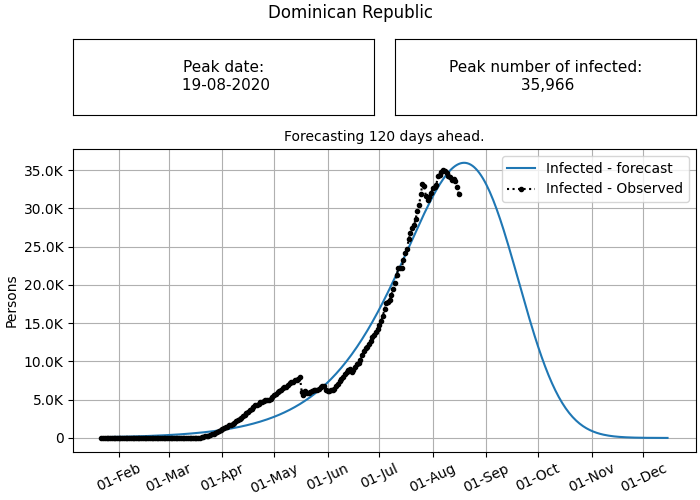 Dominican Republic
Peak date:
19-08-2020
Peak number of infected:
35,966
Forecasting 120 days ahead.
Infected - forecast
Infected - Observed
35.0K
30.0K
25.0K
20.0K
15.0K
10.0K
5.0K
0
Persons
01-Feb
01-Mar
01-Apr
01-May
01-Jun
01-Jul
01-Aug
01-Sep
01-Oct
01-Nov
01-Dec